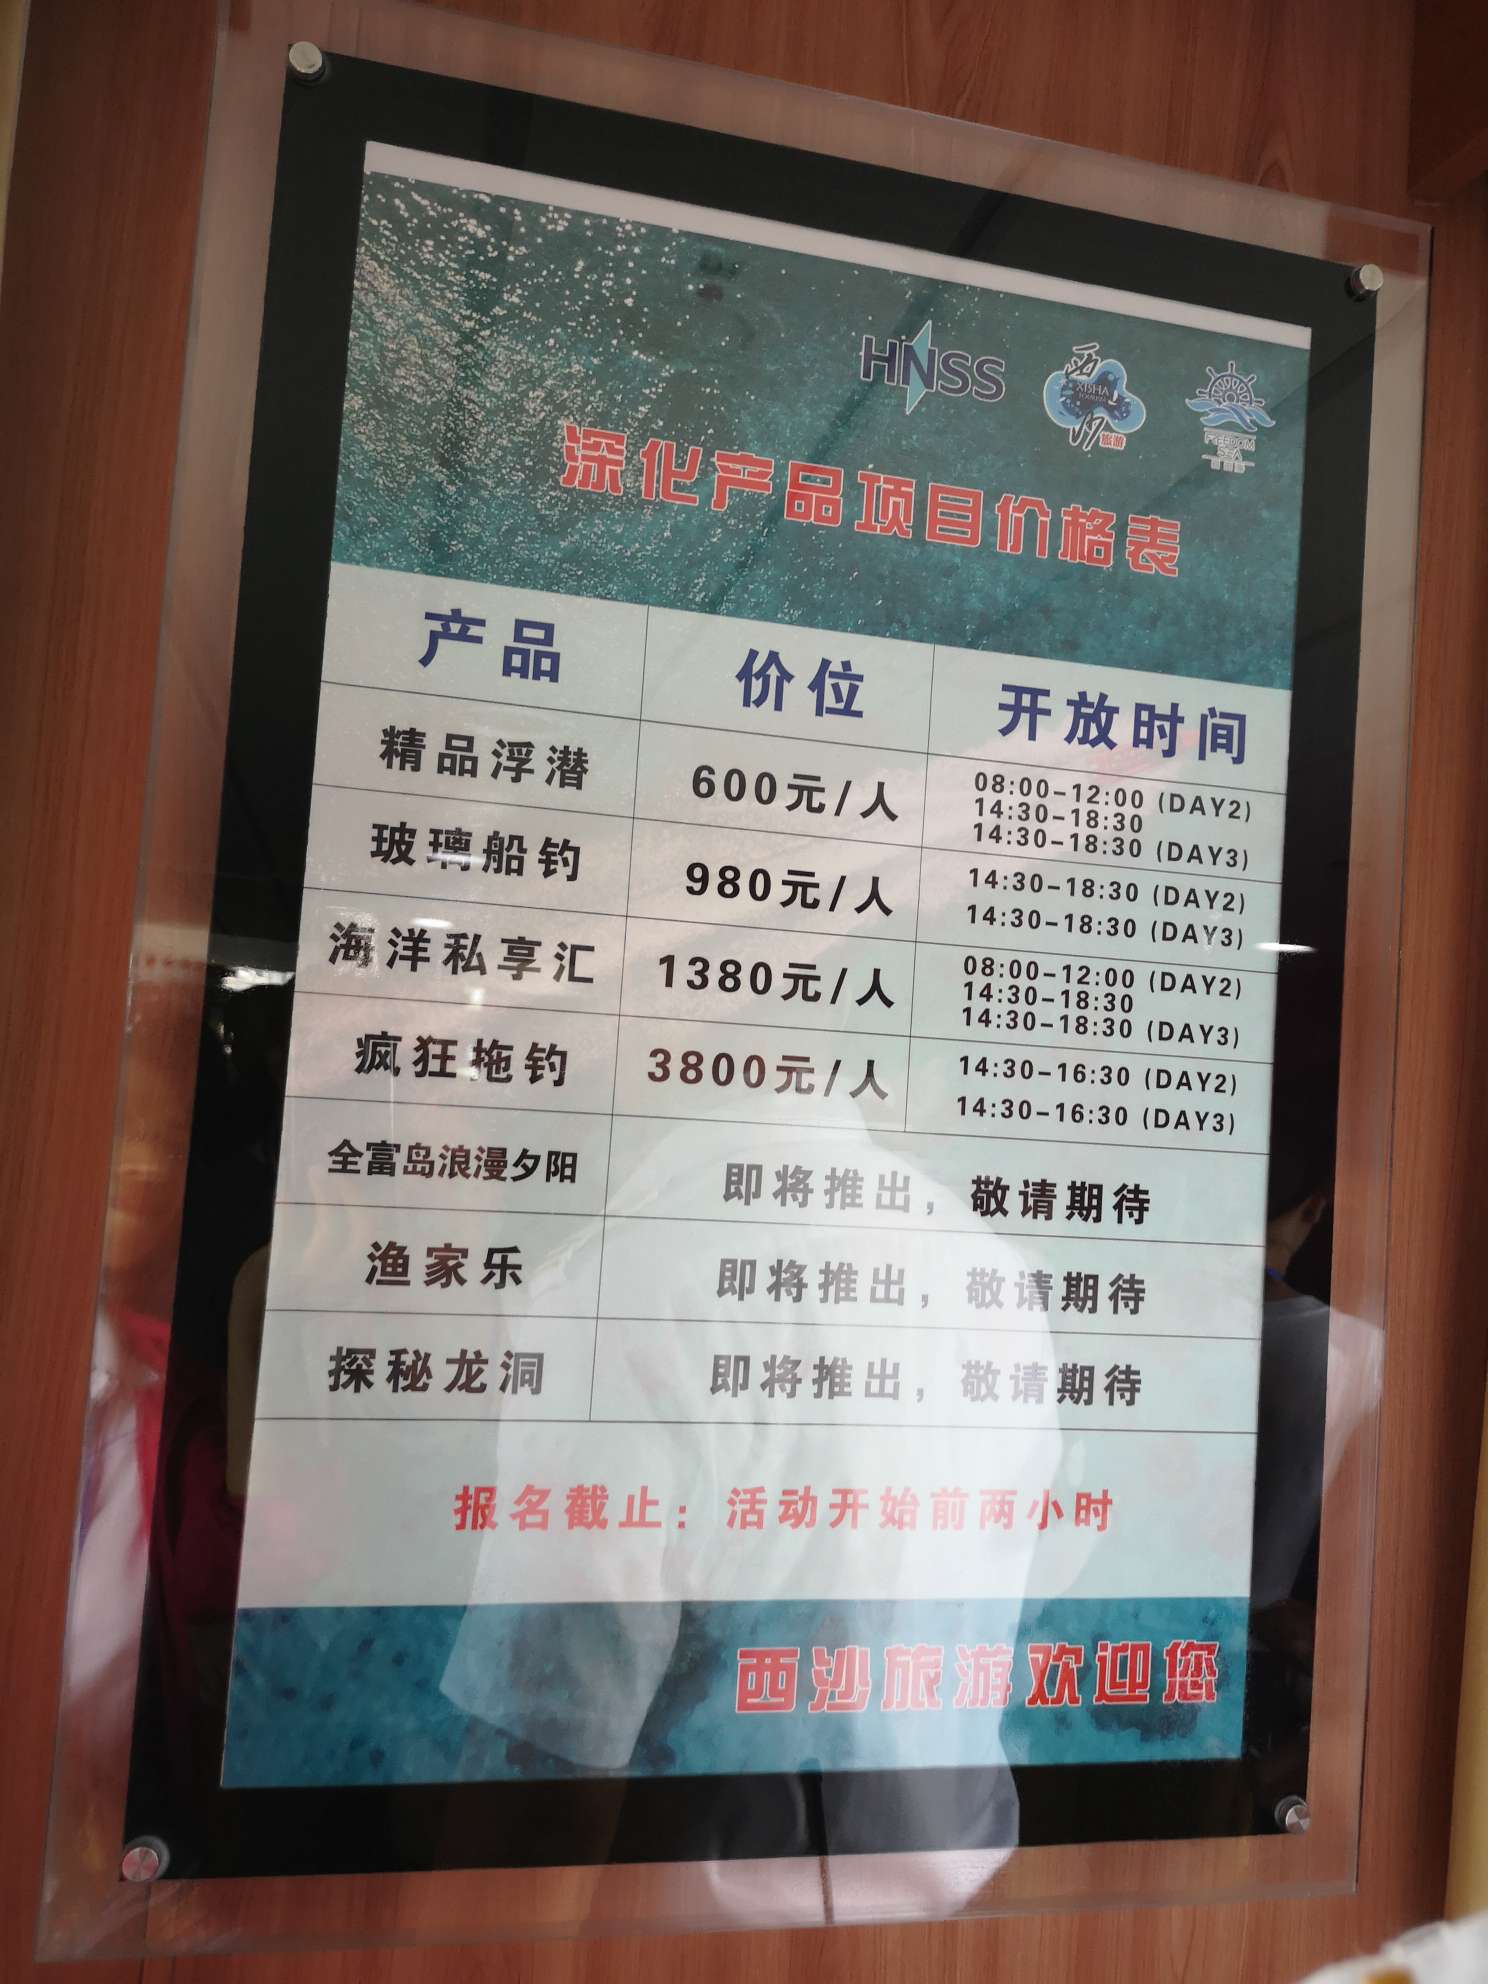 HNSS
西沙
XISHA
TOURISM
旅游
FREEDOM
SEA
深化产品项目价格表
产品 价位 开放时间
精品浮潜 600元/人 08:00-12:00 (DAY2)
14:30-18:30
14:30-18:30 (DAY3)
玻璃船钓 980元/人 14:30-18:30 (DAY2)
14:30-18:30 (DAY3)
海洋私享汇 1380元/人 08:00-12:00 (DAY2)
14:30-18:30
14:30-18:30 (DAY3)
疯狂拖钓 3800元/人 14:30-16:30 (DAY2)
14:30-16:30 (DAY3)
全富岛浪漫夕阳 即将推出，敬请期待
渔家乐 即将推出，敬请期待
探秘龙洞 即将推出，敬请期待
报名截止：活动开始前两小时
西沙旅游欢迎您